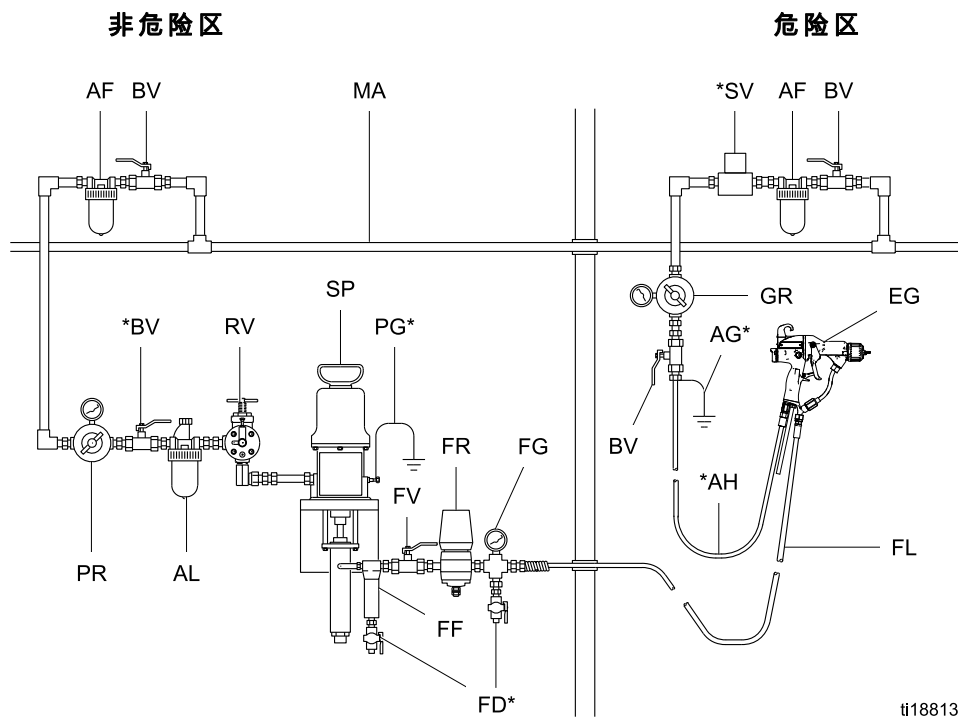 非危险区
危险区
AF BV MA *SV AF BV
SP PG* GR EG
*BV RV AG*
BV
FR FG
FV *AH
PR AL FL
FF
FD*
ti18813